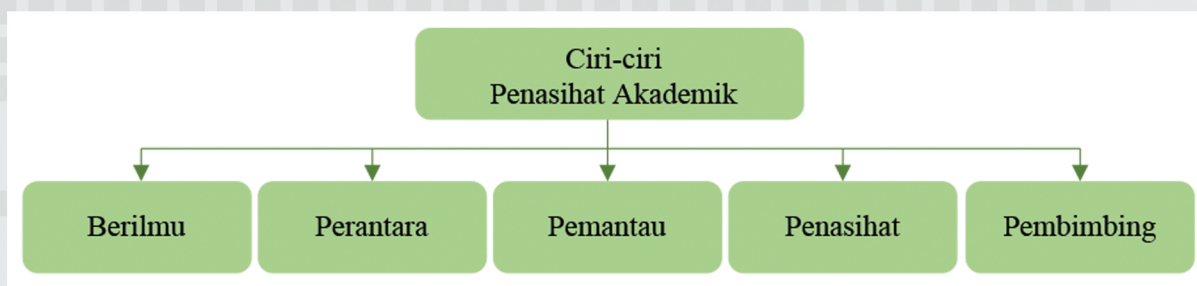 Ciri-ciri
Penasihat Akademik
Berilmu
Perantara
Pemantau
Penasihat
Pembimbing